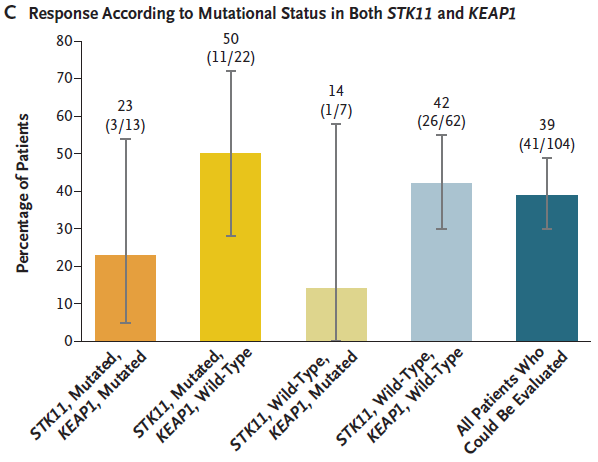 C Response According to Mutational Status in Both STK11 and KEAP1
Percentage of Patients
80
70
60
50
40
30
20
10
0
23
(3/13)
50
(11/22)
14
(1/7)
42
(26/62)
39
(41/104)
STK11, Mutated,
KEAP1, Mutated
STK11, Mutated,
KEAP1, Wild-Type
STK11, Wild-Type,
KEAP1, Mutated
STK11, Wild-Type,
KEAP1, Wild-Type
All Patients Who
Could Be Evaluated